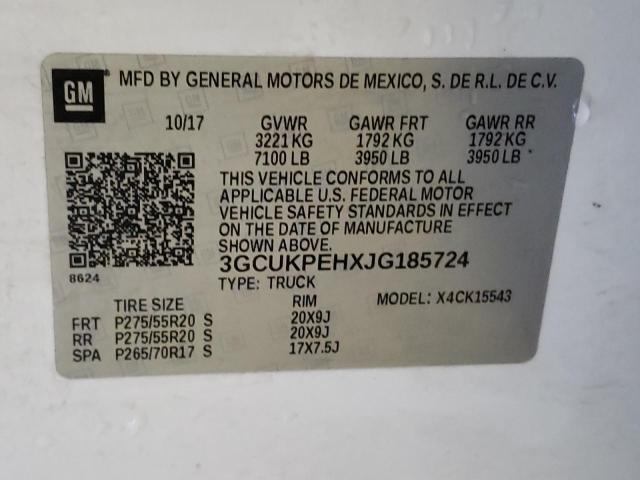 GM
MFD BY GENERAL MOTORS DE MEXICO, S. DE R.L. DE C.V.
10/17 GVWR GAWR FRT GAWR RR
3221 KG 1792 KG 1792 KG
7100 LB 3950 LB 3950 LB
THIS VEHICLE CONFORMS TO ALL
APPLICABLE U.S. FEDERAL MOTOR
VEHICLE SAFETY STANDARDS IN EFFECT
ON THE DATE OF MANUFACTURE
SHOWN ABOVE.
3GCUKPEHXJG185724
8624
TYPE: TRUCK MODEL: X4CK15543
TIRE SIZE RIM
FRT P275/55R20 S 20X9J
RR P275/55R20 S 20X9J
SPA P265/70R17 S 17X7.5J